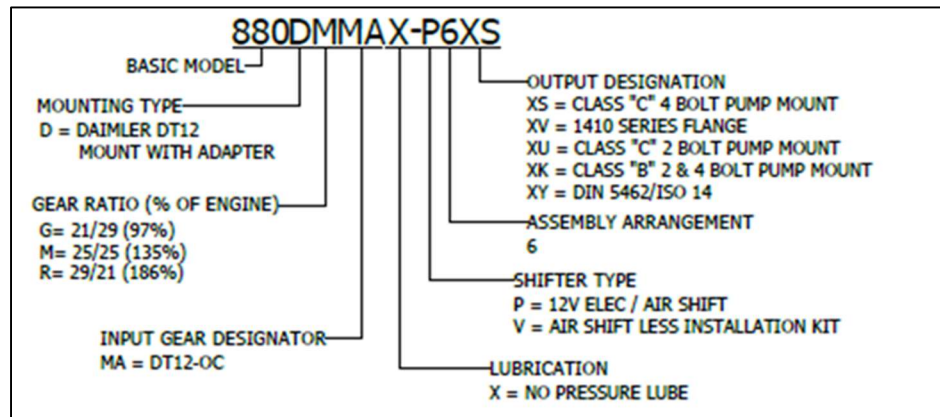 880DMMAX-P6XS
BASIC MODEL
MOUNTING TYPE
D = DAIMLER DT12
MOUNT WITH ADAPTER
GEAR RATIO (% OF ENGINE)
G= 21/29 (97%)
M= 25/25 (135%)
R= 29/21 (186%)
INPUT GEAR DESIGNATOR
MA = DT12-OC
OUTPUT DESIGNATION
XS = CLASS "C" 4 BOLT PUMP MOUNT
XV = 1410 SERIES FLANGE
XU = CLASS "C" 2 BOLT PUMP MOUNT
XK = CLASS "B" 2 & 4 BOLT PUMP MOUNT
XY = DIN 5462/ISO 14
ASSEMBLY ARRANGEMENT
6
SHIFTER TYPE
P = 12V ELEC / AIR SHIFT
V = AIR SHIFT LESS INSTALLATION KIT
LUBRICATION
X = NO PRESSURE LUBE